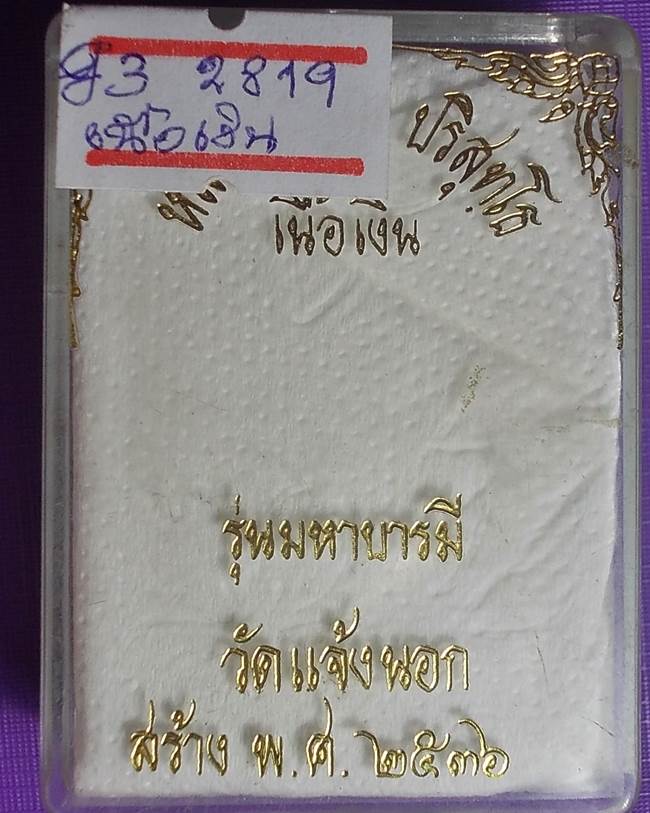 2819
เนื้อเงิน
ปริสุทฺโธ
เนื้อเงิน
รุ่นมหาบารมี
วัดแจ้งนอก
สร้าง พ.ศ. ๒๕๓๖